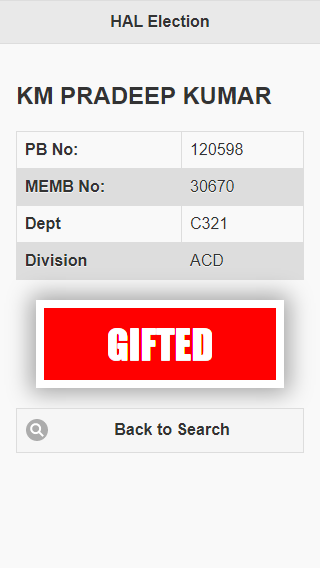 HAL Election
KM PRADEEP KUMAR
PB No: 120598
MEMB No: 30670
Dept C321
Division ACD
GIFTED
Back to Search